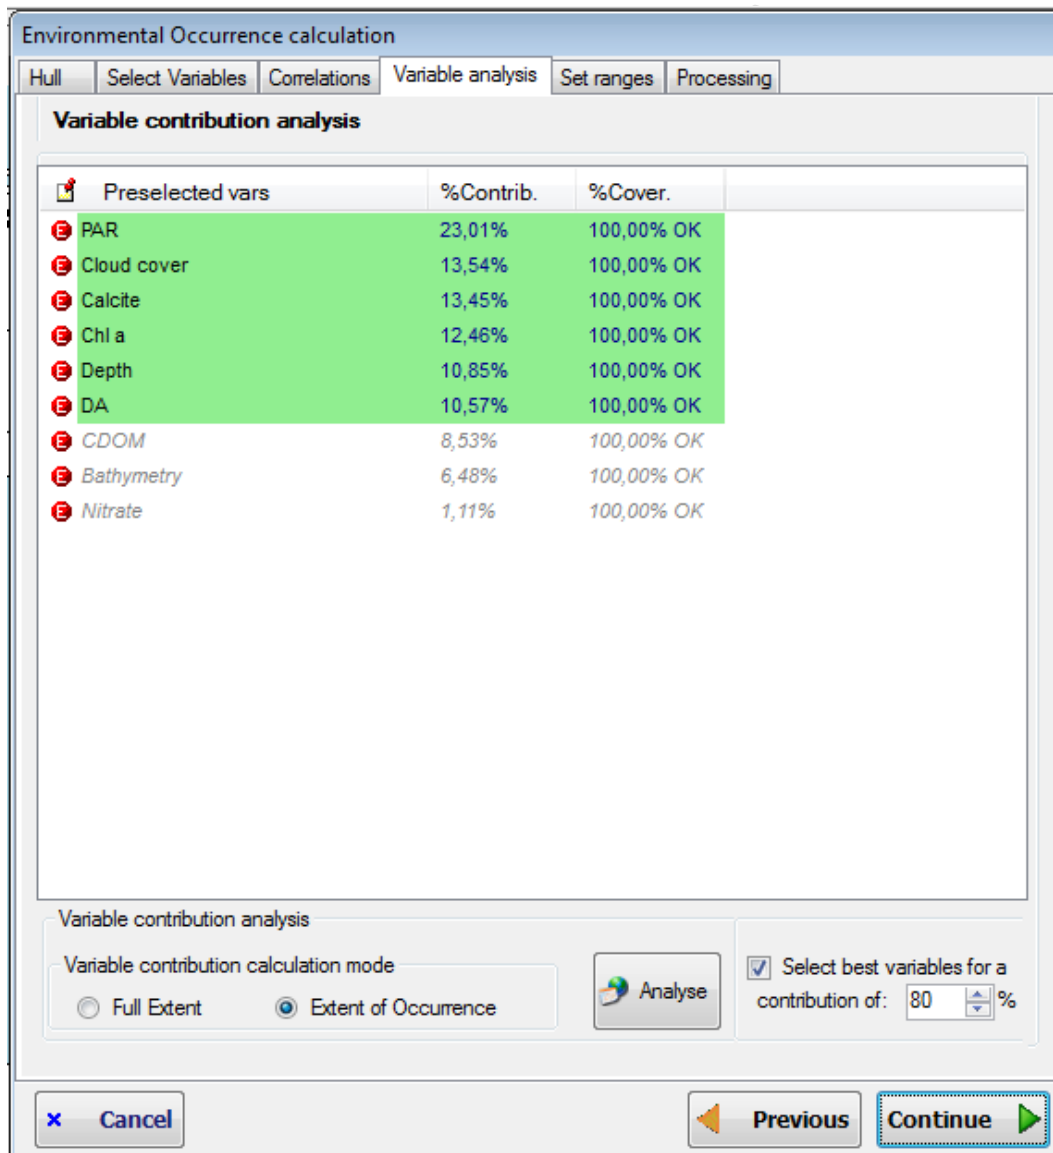 Environmental Occurrence calculation
Hull Select Variables Correlations Variable analysis Set ranges Processing
Variable contribution analysis
Preselected vars %Contrib. %Cover.
E PAR 23,01% 100,00% OK
E Cloud cover 13,54% 100,00% OK
E Calcite 13,45% 100,00% OK
E Chl a 12,46% 100,00% OK
E Depth 10,85% 100,00% OK
E DA 10,57% 100,00% OK
E CDOM 8,53% 100,00% OK
E Bathymetry 6,48% 100,00% OK
E Nitrate 1,11% 100,00% OK
Variable contribution analysis
Variable contribution calculation mode
Full Extent Extent of Occurrence
Analyse
Select best variables for a
contribution of: 80 %
Cancel Previous Continue